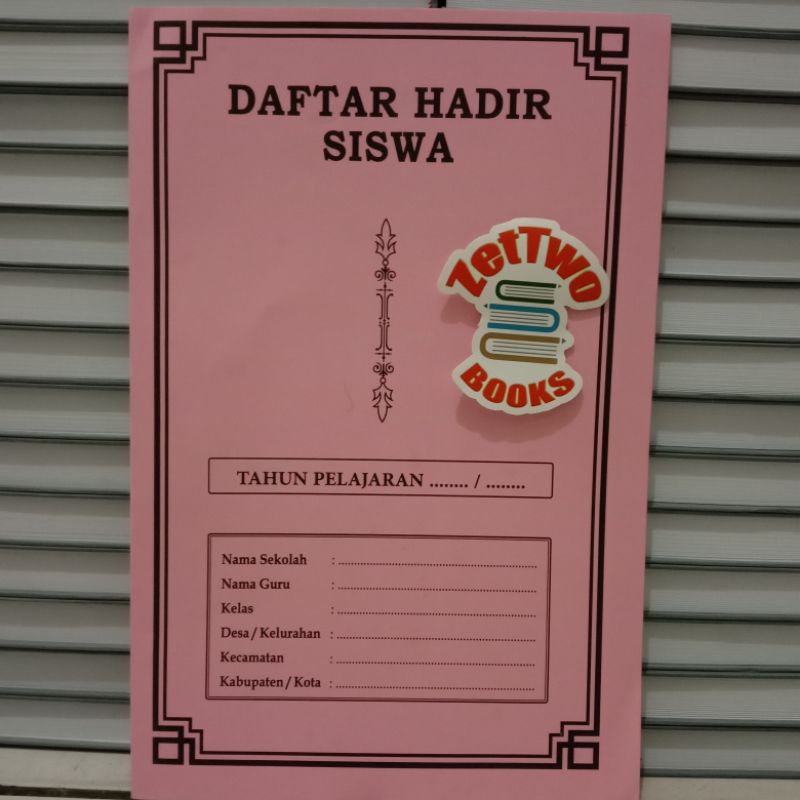 DAFTAR HADIR
SISWA
ZetTwo
BOOKS
TAHUN PELAJARAN ........ / ........
Nama Sekolah : ................................................
Nama Guru : ................................................
Kelas : ................................................
Desa / Kelurahan : ................................................
Kecamatan : ................................................
Kabupaten / Kota : ................................................